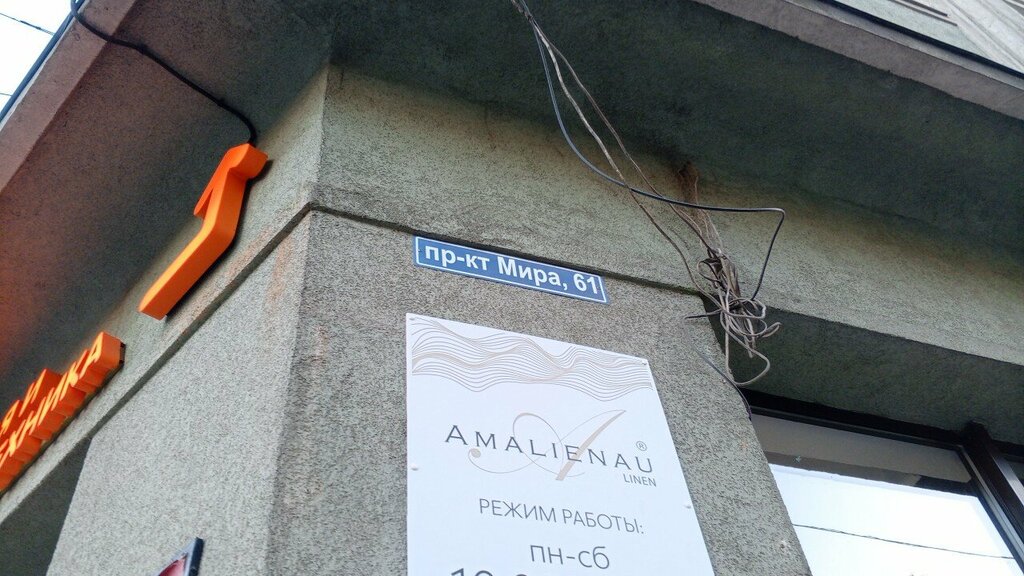 пр-кт Мира, 61
AMALIENAU®
LINEN
РЕЖИМ РАБОТЫ:
пн-сб